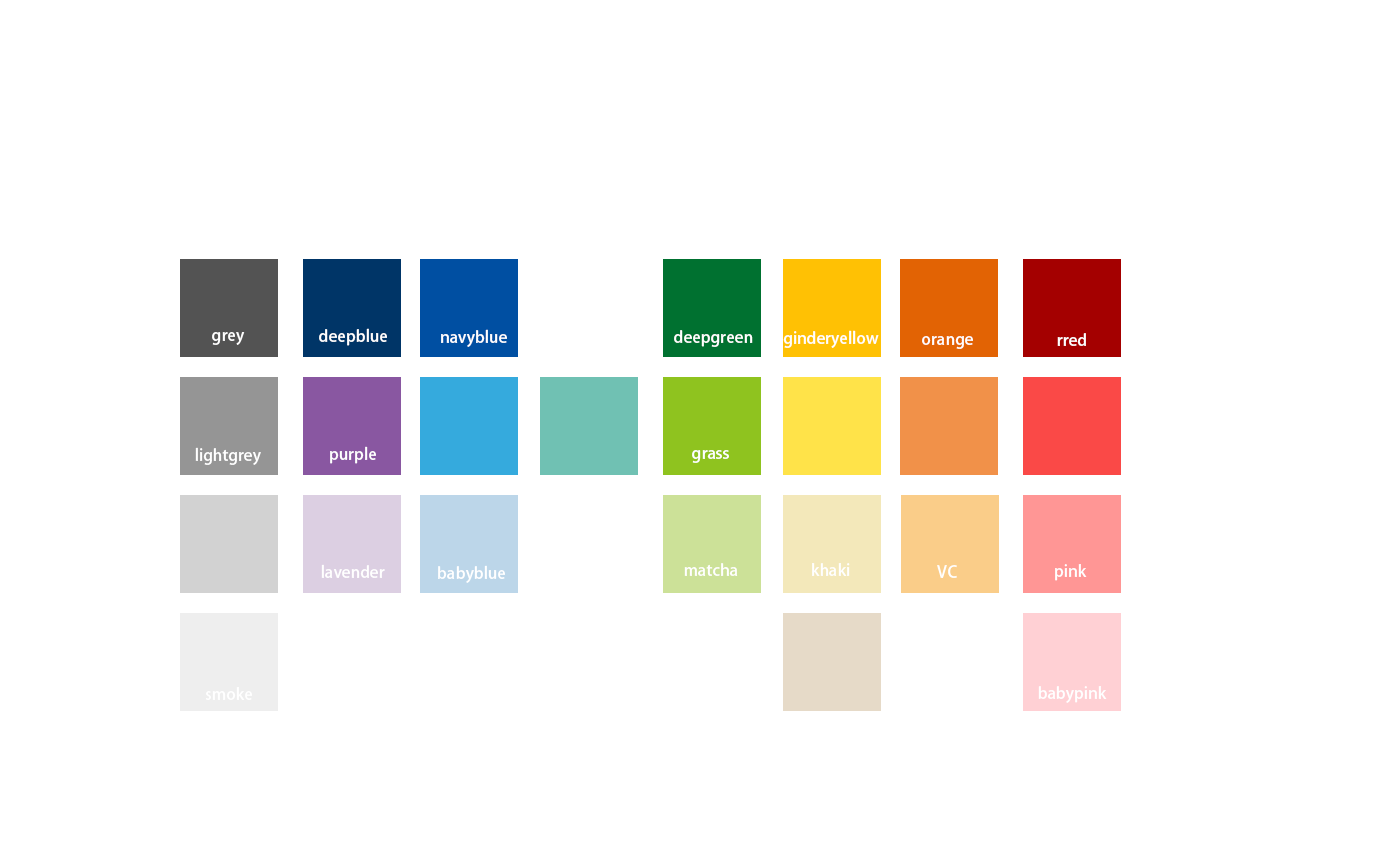 grey
deepblue
navyblue
deepgreen
ginderyellow
orange
rred
lightgrey
purple
grass
lavender
babyblue
matcha
khaki
VC
pink
smoke
babypink